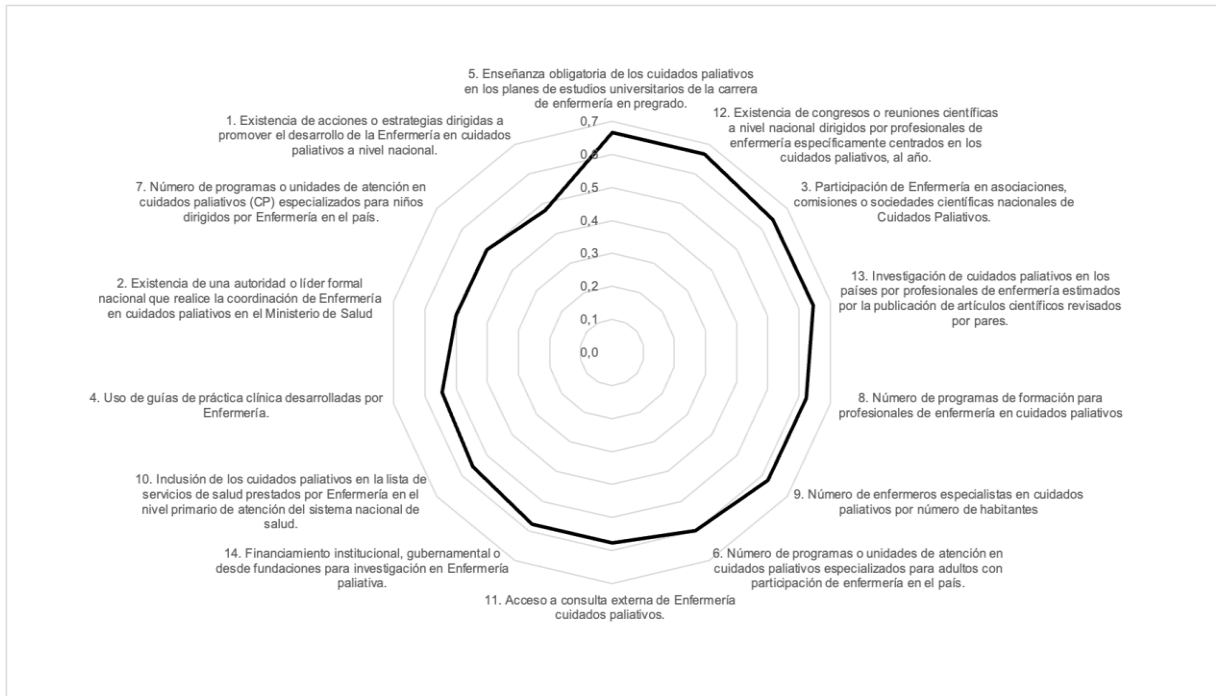 5. Enseñanza obligatoria de los cuidados paliativos
en los planes de estudios universitarios de la carrera
de enfermería en pregrado.
12. Existencia de congresos o reuniones científicas
a nivel nacional dirigidos por profesionales de
enfermería específicamente centrados en los
cuidados paliativos, al año.
3. Participación de Enfermería en asociaciones,
comisiones o sociedades científicas nacionales de
Cuidados Paliativos.
13. Investigación de cuidados paliativos en los
países por profesionales de enfermería estimados
por la publicación de artículos científicos revisados
por pares.
8. Número de programas de formación para
profesionales de enfermería en cuidados paliativos
9. Número de enfermeros especialistas en cuidados
paliativos por número de habitantes
6. Número de programas o unidades de atención en
cuidados paliativos especializados para adultos con
participación de enfermería en el país.
11. Acceso a consulta externa de Enfermería
cuidados paliativos.
14. Financiamiento institucional, gubernamental o
desde fundaciones para investigación en Enfermería
paliativa.
10. Inclusión de los cuidados paliativos en la lista de
servicios de salud prestados por Enfermería en el
nivel primario de atención del sistema nacional de
salud.
4. Uso de guías de práctica clínica desarrolladas por
Enfermería.
2. Existencia de una autoridad o líder formal
nacional que realice la coordinación de Enfermería
en cuidados paliativos en el Ministerio de Salud
7. Número de programas o unidades de atención en
cuidados paliativos (CP) especializados para niños
dirigidos por Enfermería en el país.
1. Existencia de acciones o estrategias dirigidas a
promover el desarrollo de la Enfermería en cuidados
paliativos a nivel nacional.
0,7
0,6
0,5
0,4
0,3
0,2
0,1
0,0